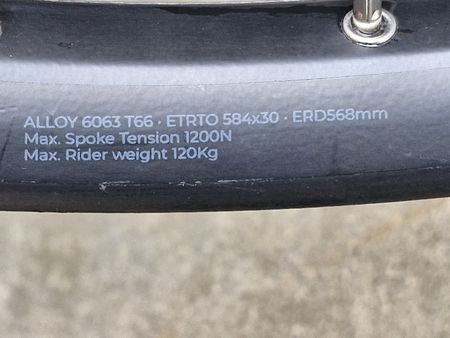 ALLOY 6063 T66 · ETRTO 584x30 · ERD568mm
Max. Spoke Tension 1200N
Max. Rider weight 120Kg